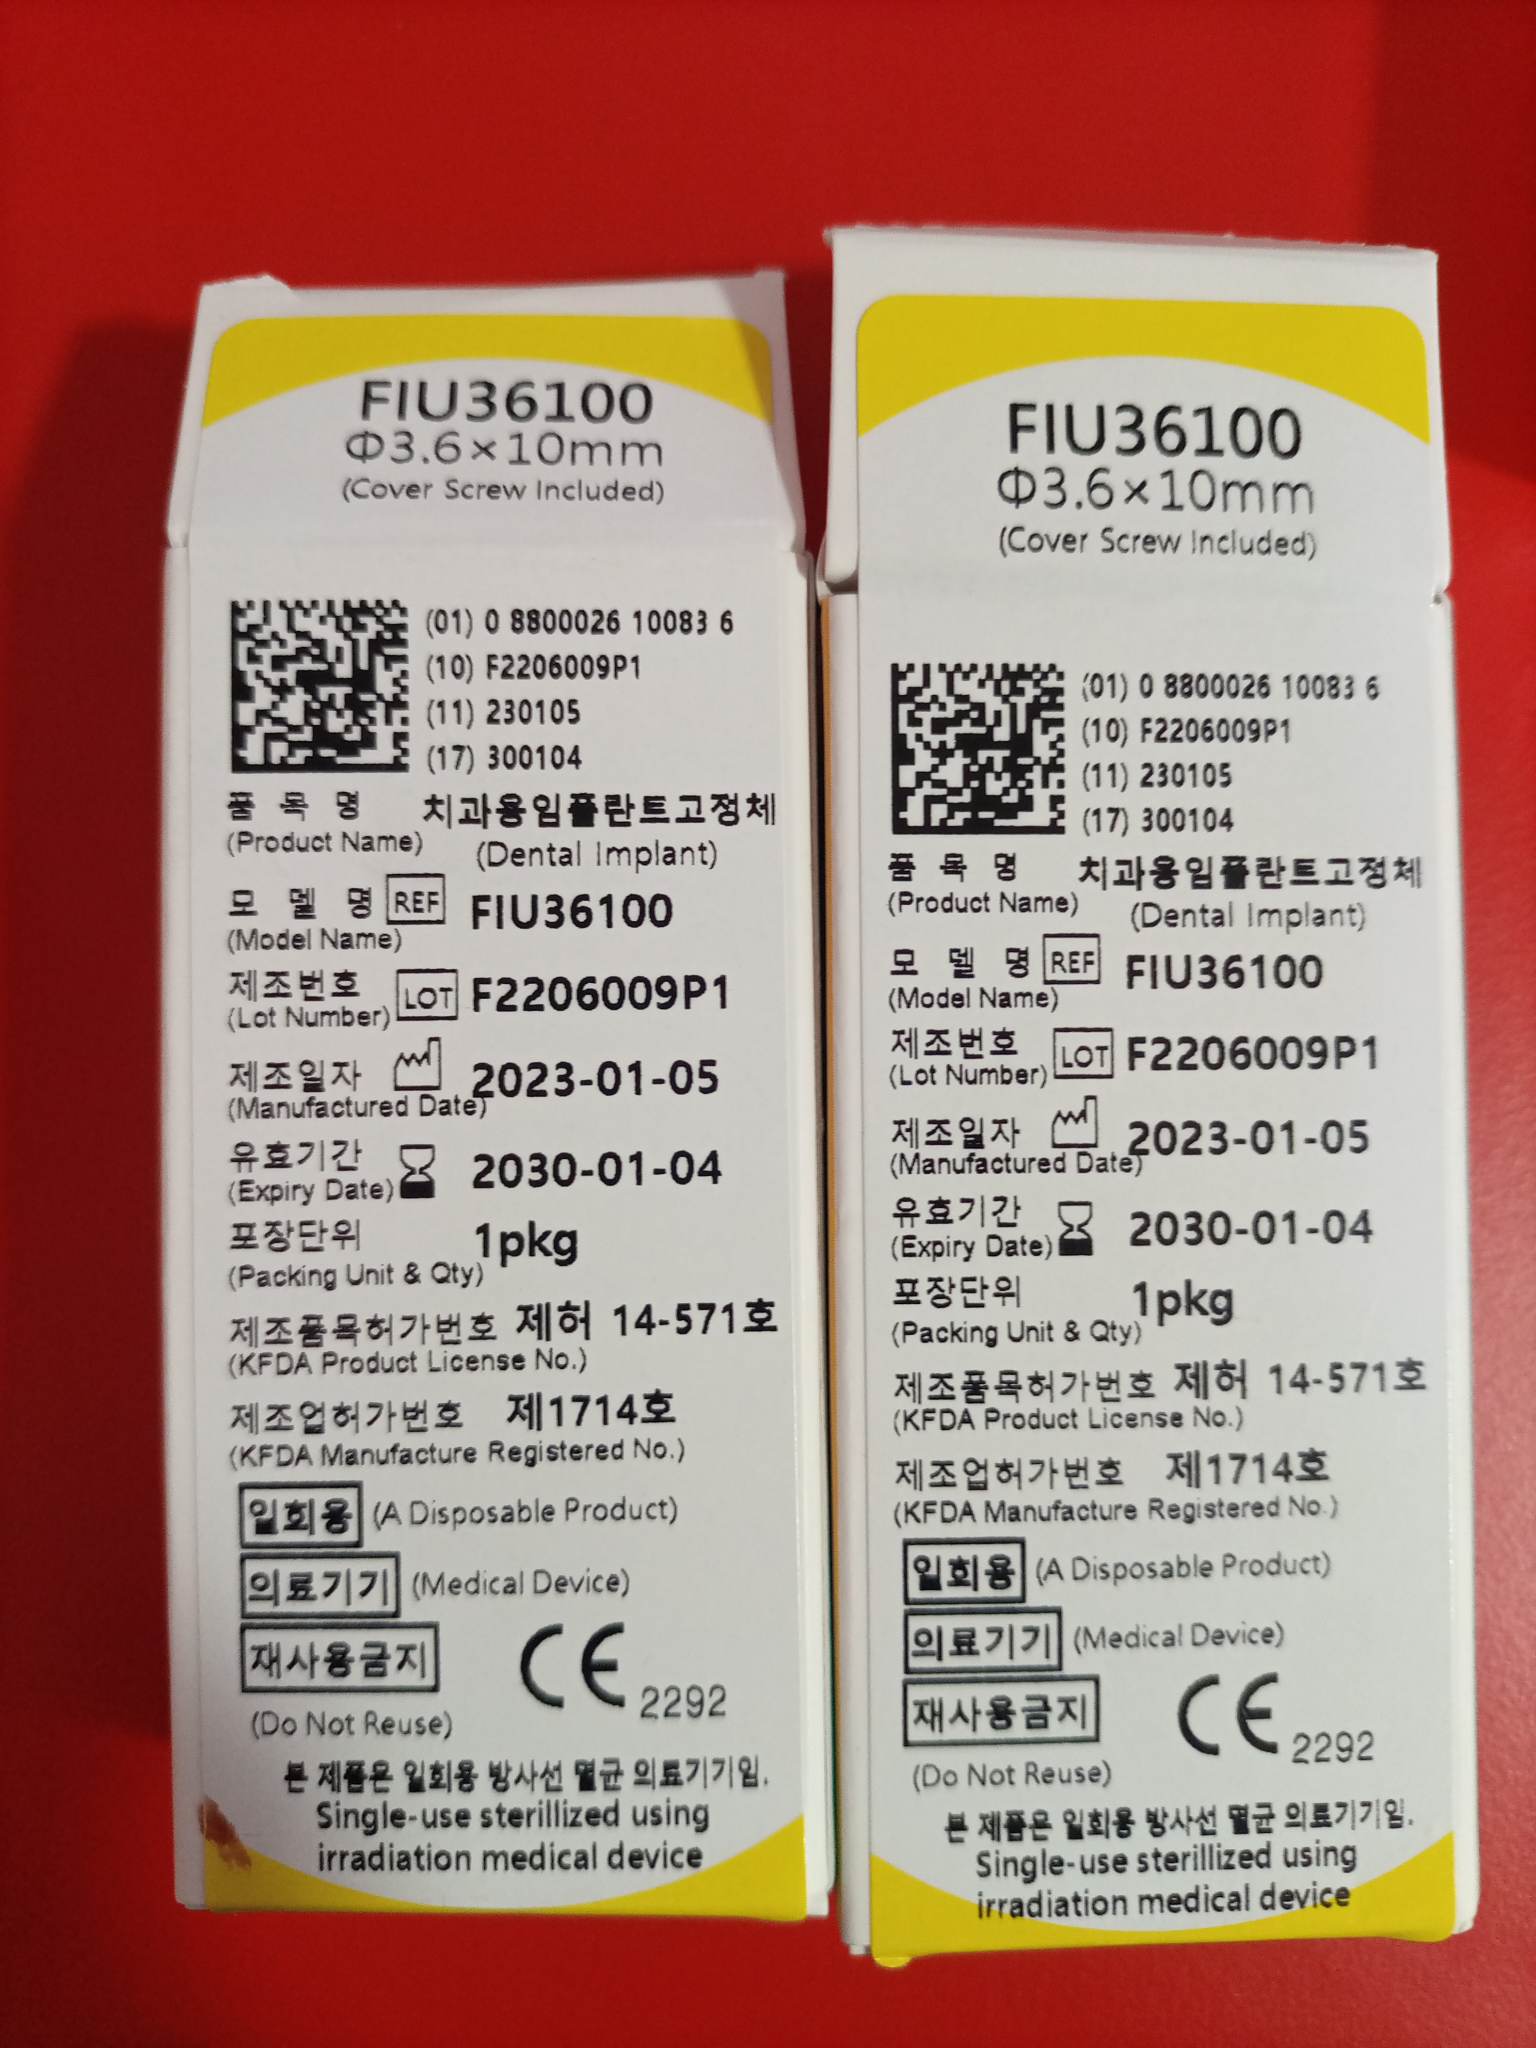 FIU36100
Φ3.6×10mm
(Cover Screw Included)
(01) 0 8800026 10083 6
(10) F2206009P1
(11) 230105
(17) 300104
품 목 명 치과용임플란트고정체
(Product Name) (Dental Implant)
모 델 명 REF FIU36100
(Model Name)
제조번호 LOT F2206009P1
(Lot Number)
제조일자 2023-01-05
(Manufactured Date)
유효기간 2030-01-04
(Expiry Date)
포장단위 1pkg
(Packing Unit & Qty)
제조품목허가번호 제허 14-571호
(KFDA Product License No.)
제조업허가번호 제1714호
(KFDA Manufacture Registered No.)
일회용 (A Disposable Product)
의료기기 (Medical Device)
재사용금지 CE 2292
(Do Not Reuse)
본 제품은 일회용 방사선 멸균 의료기기임.
Single-use sterillized using
irradiation medical device
FIU36100
Φ3.6×10mm
(Cover Screw Included)
(01) 0 8800026 10083 6
(10) F2206009P1
(11) 230105
(17) 300104
품 목 명 치과용임플란트고정체
(Product Name) (Dental Implant)
모 델 명 REF FIU36100
(Model Name)
제조번호 LOT F2206009P1
(Lot Number)
제조일자 2023-01-05
(Manufactured Date)
유효기간 2030-01-04
(Expiry Date)
포장단위 1pkg
(Packing Unit & Qty)
제조품목허가번호 제허 14-571호
(KFDA Product License No.)
제조업허가번호 제1714호
(KFDA Manufacture Registered No.)
일회용 (A Disposable Product)
의료기기 (Medical Device)
재사용금지 CE 2292
(Do Not Reuse)
본 제품은 일회용 방사선 멸균 의료기기임.
Single-use sterillized using
irradiation medical device